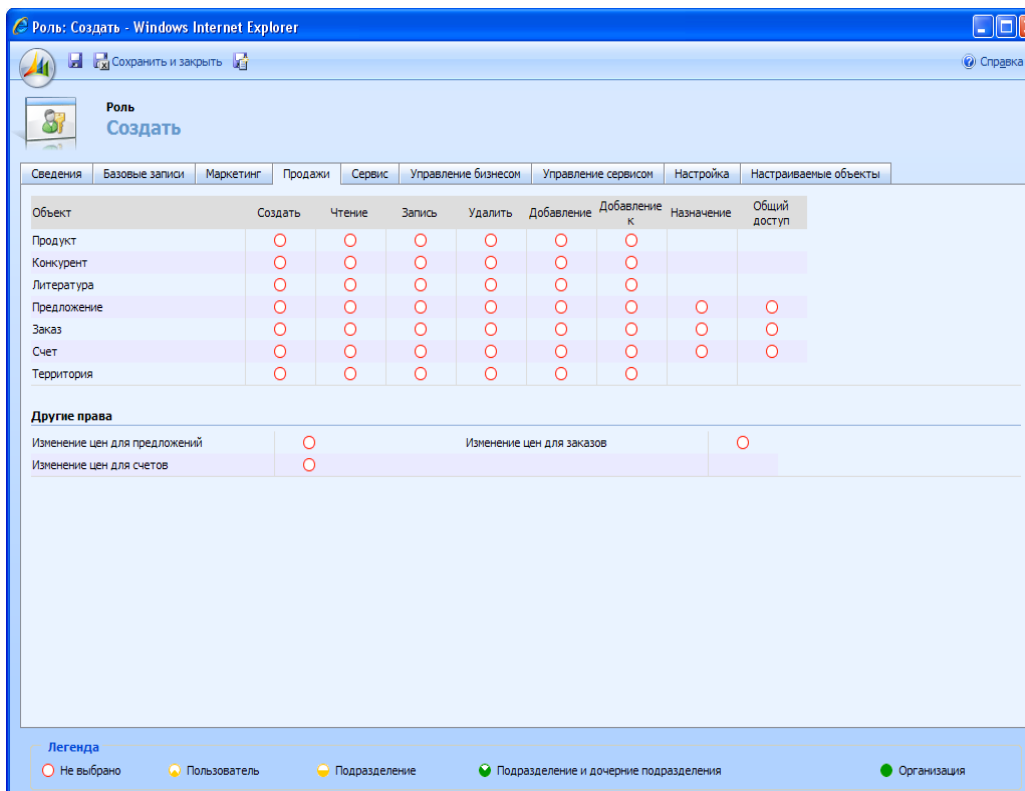 Роль: Создать - Windows Internet Explorer
Сохранить и закрыть Справка
Роль
Создать
Сведения Базовые записи Маркетинг Продажи Сервис Управление бизнесом Управление сервисом Настройка Настраиваемые объекты
Объект Создать Чтение Запись Удалить Добавление Добавление к Назначение Общий доступ
Продукт
Конкурент
Литература
Предложение
Заказ
Счет
Территория
Другие права
Изменение цен для предложений Изменение цен для заказов
Изменение цен для счетов
Легенда
Не выбрано Пользователь Подразделение Подразделение и дочерние подразделения Организация